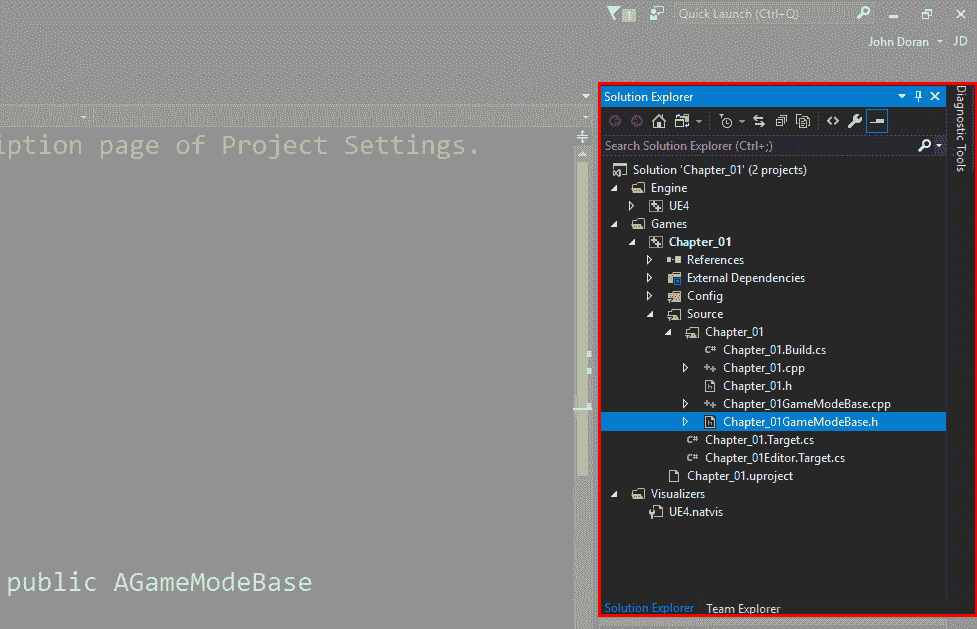 Quick Launch (Ctrl+Q)
John Doran JD
Solution Explorer
Diagnostic Tools
Search Solution Explorer (Ctrl+;)
iption page of Project Settings.
Solution 'Chapter_01' (2 projects)
Engine
UE4
Games
Chapter_01
References
External Dependencies
Config
Source
Chapter_01
C# Chapter_01.Build.cs
++ Chapter_01.cpp
h Chapter_01.h
++ Chapter_01GameModeBase.cpp
h Chapter_01GameModeBase.h
C# Chapter_01.Target.cs
C# Chapter_01Editor.Target.cs
Chapter_01.uproject
Visualizers
UE4.natvis
public AGameModeBase
Solution Explorer Team Explorer